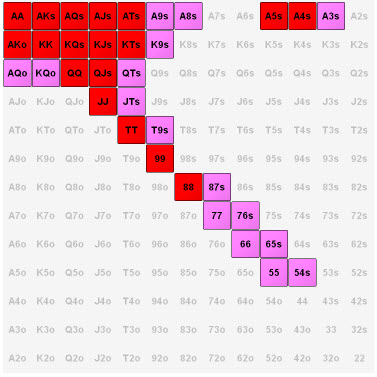 AA AKs AQs AJs ATs A9s A8s A7s A6s A5s A4s A3s A2s
AKo KK KQs KJs KTs K9s K8s K7s K6s K5s K4s K3s K2s
AQo KQo QQ QJs QTs Q9s Q8s Q7s Q6s Q5s Q4s Q3s Q2s
AJo KJo QJo JJ JTs J9s J8s J7s J6s J5s J4s J3s J2s
ATo KTo QTo JTo TT T9s T8s T7s T6s T5s T4s T3s T2s
A9o K9o Q9o J9o T9o 99 98s 97s 96s 95s 94s 93s 92s
A8o K8o Q8o J8o T8o 98o 88 87s 86s 85s 84s 83s 82s
A7o K7o Q7o J7o T7o 97o 87o 77 76s 75s 74s 73s 72s
A6o K6o Q6o J6o T6o 96o 86o 76o 66 65s 64s 63s 62s
A5o K5o Q5o J5o T5o 95o 85o 75o 65o 55 54s 53s 52s
A4o K4o Q4o J4o T4o 94o 84o 74o 64o 54o 44 43s 42s
A3o K3o Q3o J3o T3o 93o 83o 73o 63o 53o 43o 33 32s
A2o K2o Q2o J2o T2o 92o 82o 72o 62o 52o 42o 32o 22